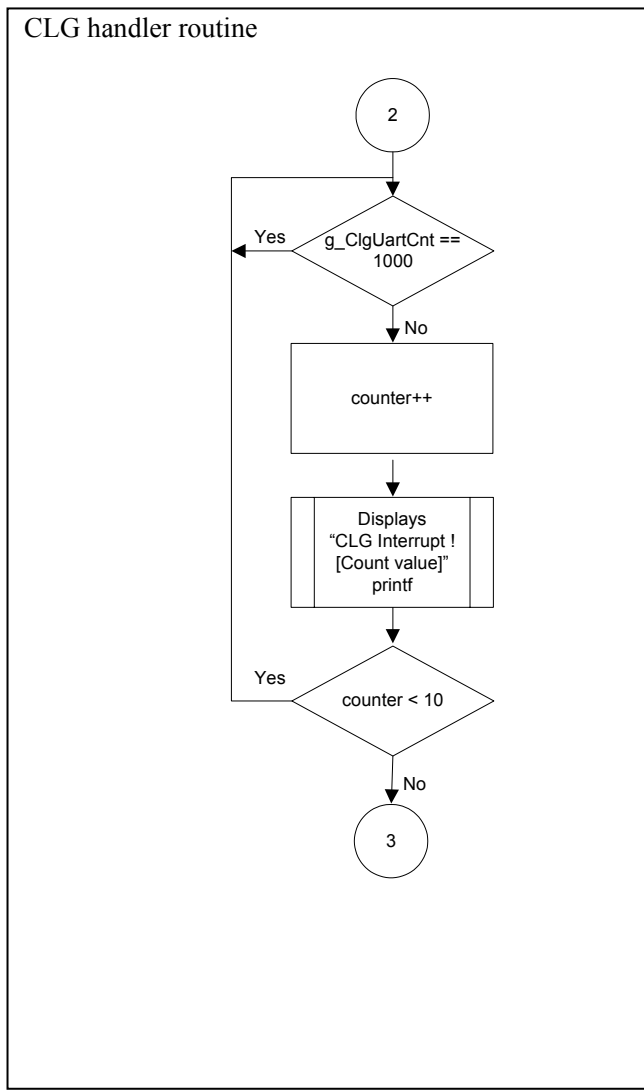 CLG handler routine
2
Yes
g_ClgUartCnt ==
1000
No
counter++
Displays
“CLG Interrupt !
[Count value]”
printf
Yes
counter < 10
No
3